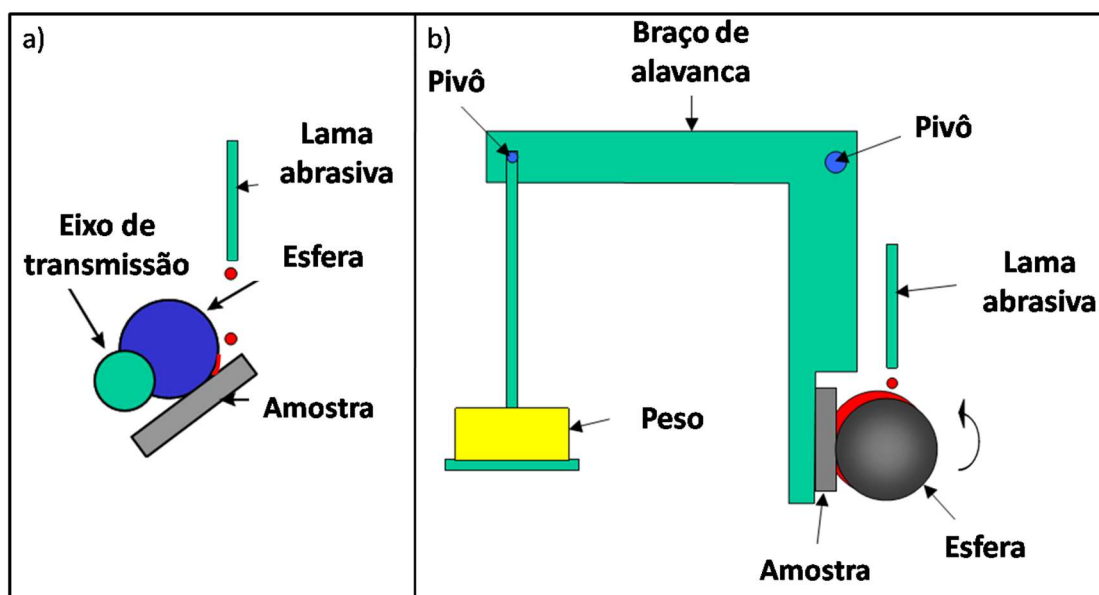 a)
Lama
abrasiva
Eixo de
transmissão
Esfera
Amostra
b)
Braço de
alavanca
Pivô
Pivô
Lama
abrasiva
Peso
Amostra
Esfera